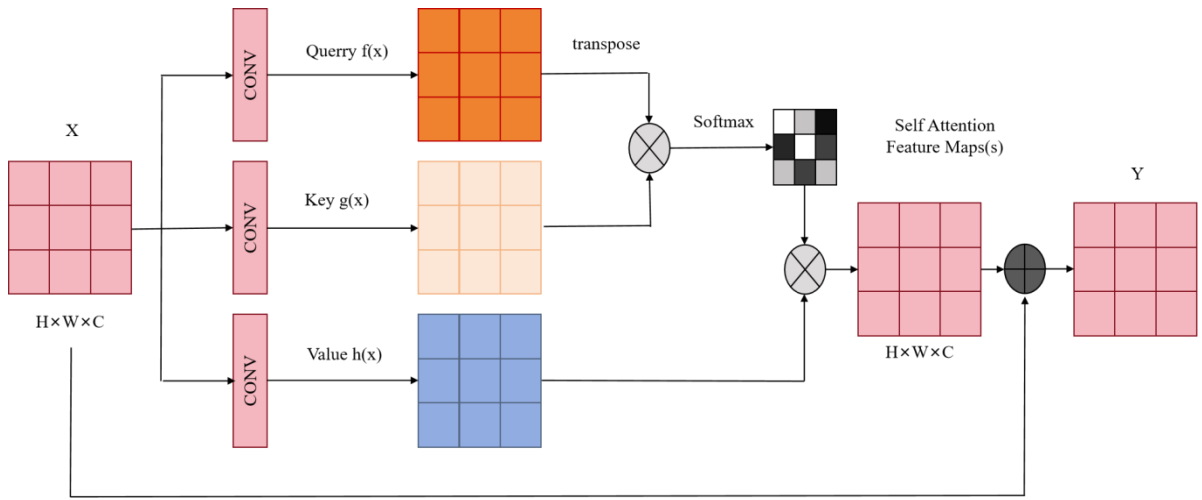 X
H×W×C
CONV
Querry f(x)
transpose
CONV
Key g(x)
CONV
Value h(x)
Softmax
Self Attention
Feature Maps(s)
H×W×C
Y